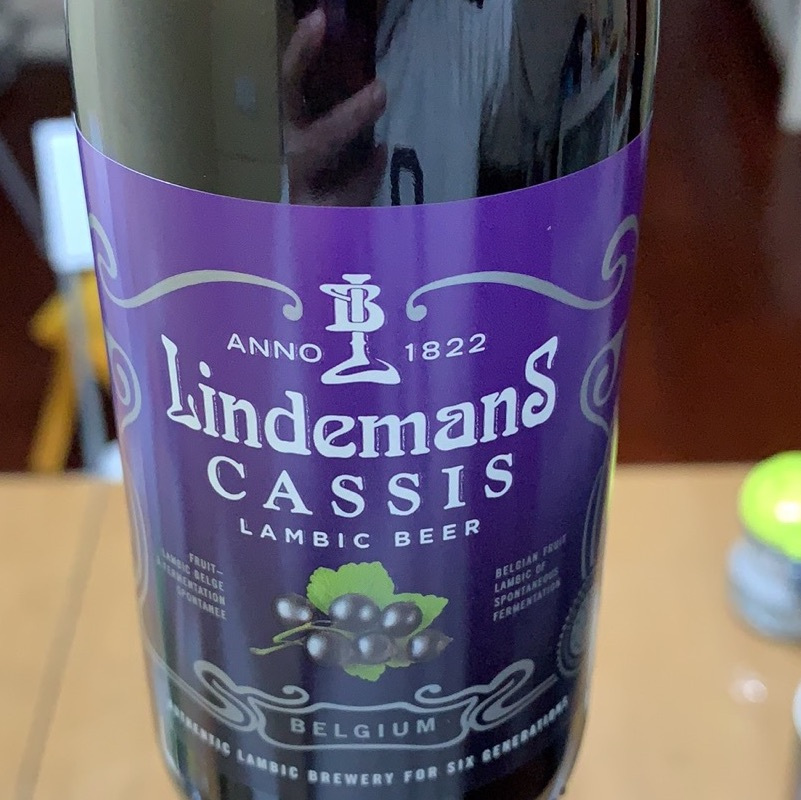 ANNO 1822
LindemanS
CASSIS
LAMBIC BEER
FRUIT-
LAMBIC BELGE
À FERMENTATION
SPONTANÉE
BELGIAN FRUIT
LAMBIC OF
SPONTANEOUS
FERMENTATION
BELGIUM
AUTHENTIC LAMBIC BREWERY FOR SIX GENERATIONS